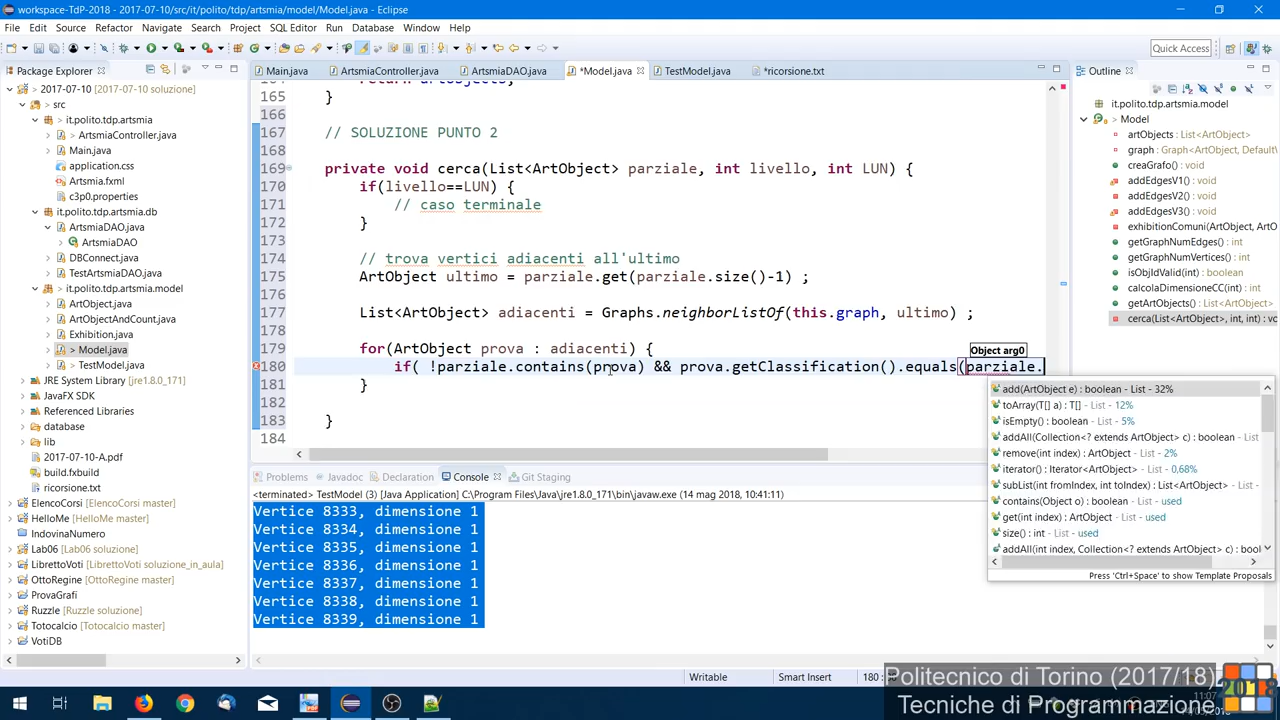 workspace-TdP-2018 - 2017-07-10/src/it/polito/tdp/artsmia/model/Model.java - Eclipse
File Edit Source Refactor Navigate Search Project SQL Editor Run Database Window Help
Quick Access
Package Explorer
2017-07-10 [2017-07-10 soluzione]
> src
it.polito.tdp.artsmia
> ArtsmiaController.java
Main.java
application.css
Artsmia.fxml
c3p0.properties
it.polito.tdp.artsmia.db
ArtsmiaDAO.java
ArtsmiaDAO
DBConnect.java
TestArtsmiaDAO.java
> it.polito.tdp.artsmia.model
ArtObject.java
ArtObjectAndCount.java
Exhibition.java
> Model.java
TestModel.java
JRE System Library [jre1.8.0_171]
JavaFX SDK
Referenced Libraries
database
lib
2017-07-10-A.pdf
build.fxbuild
ricorsione.txt
ElencoCorsi [ElencoCorsi master]
HelloMe [HelloMe master]
IndovinaNumero
Lab06 [Lab06 soluzione]
LibrettoVoti [LibrettoVoti soluzione_in_aula]
OttoRegine [OttoRegine master]
ProvaGrafi
Ruzzle [Ruzzle soluzione]
Totocalcio [Totocalcio master]
VotiDB
Main.java ArtsmiaController.java ArtsmiaDAO.java *Model.java TestModel.java *ricorsione.txt
165 }
166
167 // SOLUZIONE PUNTO 2
168
169 private void cerca(List<ArtObject> parziale, int livello, int LUN) {
170 if(livello==LUN) {
171 // caso terminale
172 }
173
174 // trova vertici adiacenti all'ultimo
175 ArtObject ultimo = parziale.get(parziale.size()-1) ;
176
177 List<ArtObject> adiacenti = Graphs.neighborListOf(this.graph, ultimo) ;
178
179 for(ArtObject prova : adiacenti) {
Object arg0
180 if( !parziale.contains(prova) && prova.getClassification().equals(parziale.
181 }
182
183 }
184
add(ArtObject e) : boolean - List - 32%
toArray(T[] a) : T[] - List - 12%
isEmpty() : boolean - List - 5%
addAll(Collection<? extends ArtObject> c) : boolean - List
remove(int index) : ArtObject - List - 2%
iterator() : Iterator<ArtObject> - List - 0,68%
subList(int fromIndex, int toIndex) : List<ArtObject> - List
contains(Object o) : boolean - List - used
get(int index) : ArtObject - List - used
size() : int - List - used
addAll(int index, Collection<? extends ArtObject> c) : bool
Press 'Ctrl+Space' to show Template Proposals
Outline
it.polito.tdp.artsmia.model
Model
artObjects : List<ArtObject>
graph : Graph<ArtObject, Default
creaGrafo() : void
addEdgesV1() : void
addEdgesV2() : void
addEdgesV3() : void
exhibitionComuni(ArtObject, ArtO
getGraphNumEdges() : int
getGraphNumVertices() : int
isObjIdValid(int) : boolean
calcolaDimensioneCC(int) : int
getArtObjects() : List<ArtObject>
cerca(List<ArtObject>, int, int) : vo
Problems Javadoc Declaration Console Git Staging
<terminated> TestModel (3) [Java Application] C:\Program Files\Java\jre1.8.0_171\bin\javaw.exe (14 mag 2018, 10:41:11)
Vertice 8333, dimensione 1
Vertice 8334, dimensione 1
Vertice 8335, dimensione 1
Vertice 8336, dimensione 1
Vertice 8337, dimensione 1
Vertice 8338, dimensione 1
Vertice 8339, dimensione 1
Writable Smart Insert 180 :
Politecnico di Torino (2017/18)
Tecniche di Programmazione
2018
11:07